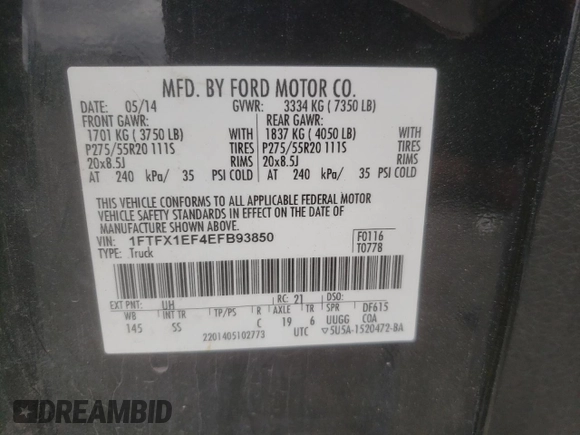 MFD. BY FORD MOTOR CO.
DATE: 05/14 GVWR: 3334 KG ( 7350 LB)
FRONT GAWR: REAR GAWR:
1701 KG ( 3750 LB) WITH 1837 KG ( 4050 LB) WITH
P275/55R20 111S TIRES P275/55R20 111S TIRES
20x8.5J RIMS 20x8.5J RIMS
AT 240 kPa/ 35 PSI COLD AT 240 kPa/ 35 PSI COLD
THIS VEHICLE CONFORMS TO ALL APPLICABLE FEDERAL MOTOR
VEHICLE SAFETY STANDARDS IN EFFECT ON THE DATE OF
MANUFACTURE SHOWN ABOVE.
VIN: 1FTFX1EF4EFB93850 F0116
TYPE: Truck T0778
EXT PNT: UH RC: 21 DSO:
WB INT TR TP/PS R AXLE TR SPR DF615
145 SS C 19 6 UUGG COA
2201405102773 UTC ▽5U5A-1520472-BA
DREAMBID